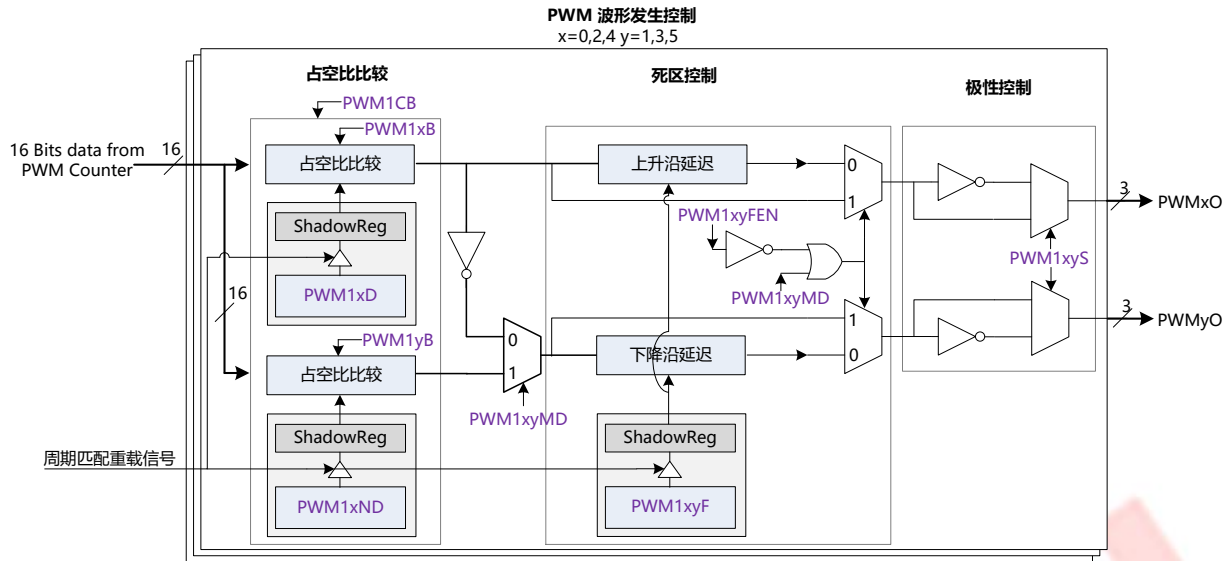 PWM 波形发生控制
x=0,2,4 y=1,3,5
占空比比较
死区控制
极性控制
PWM1CB
PWM1xB
16 Bits data from
PWM Counter
16
占空比比较
上升沿延迟
0
1
3
PWMxO
ShadowReg
PWM1xD
PWM1xyFEN
PWM1xyMD
PWM1xyS
16
PWM1yB
占空比比较
0
1
PWM1xyMD
下降沿延迟
1
0
3
PWMyO
ShadowReg
ShadowReg
周期匹配重载信号
PWM1xND
PWM1xyF